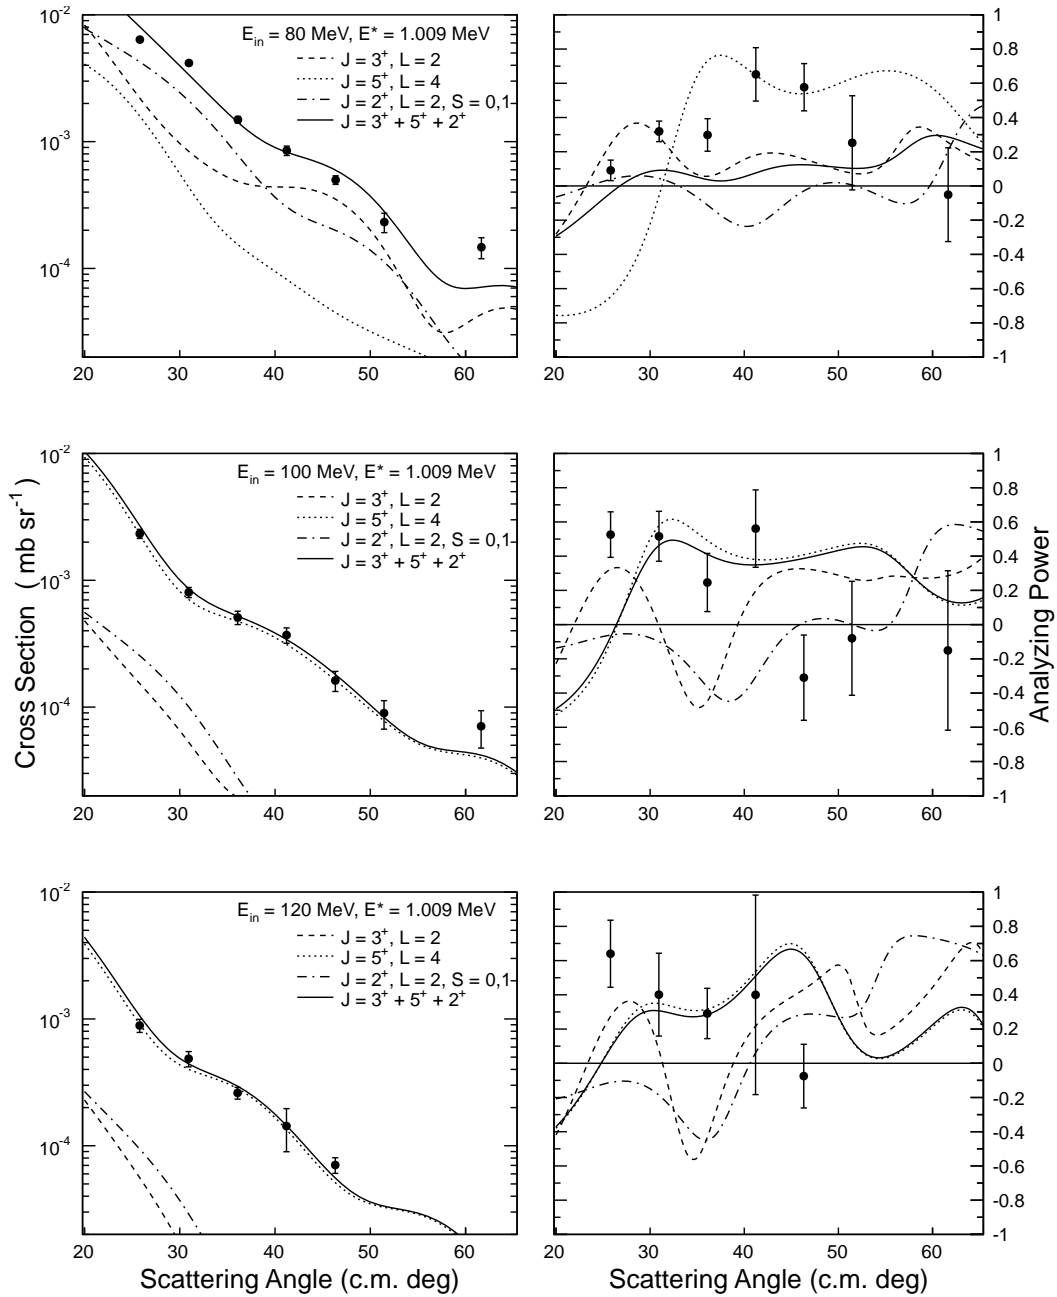 10⁻²
10⁻³
10⁻⁴
20 30 40 50 60
E_in = 80 MeV, E* = 1.009 MeV
J = 3⁺, L = 2
J = 5⁺, L = 4
J = 2⁺, L = 2, S = 0,1
J = 3⁺ + 5⁺ + 2⁺
1
0.8
0.6
0.4
0.2
0
-0.2
-0.4
-0.6
-0.8
-1
20 30 40 50 60
Cross Section ( mb sr⁻¹ )
10⁻²
10⁻³
10⁻⁴
20 30 40 50 60
E_in = 100 MeV, E* = 1.009 MeV
J = 3⁺, L = 2
J = 5⁺, L = 4
J = 2⁺, L = 2, S = 0,1
J = 3⁺ + 5⁺ + 2⁺
1
0.8
0.6
0.4
0.2
0
-0.2
-0.4
-0.6
-0.8
-1
20 30 40 50 60
Analyzing Power
10⁻²
10⁻³
10⁻⁴
20 30 40 50 60
E_in = 120 MeV, E* = 1.009 MeV
J = 3⁺, L = 2
J = 5⁺, L = 4
J = 2⁺, L = 2, S = 0,1
J = 3⁺ + 5⁺ + 2⁺
1
0.8
0.6
0.4
0.2
0
-0.2
-0.4
-0.6
-0.8
-1
20 30 40 50 60
Scattering Angle (c.m. deg)
Scattering Angle (c.m. deg)